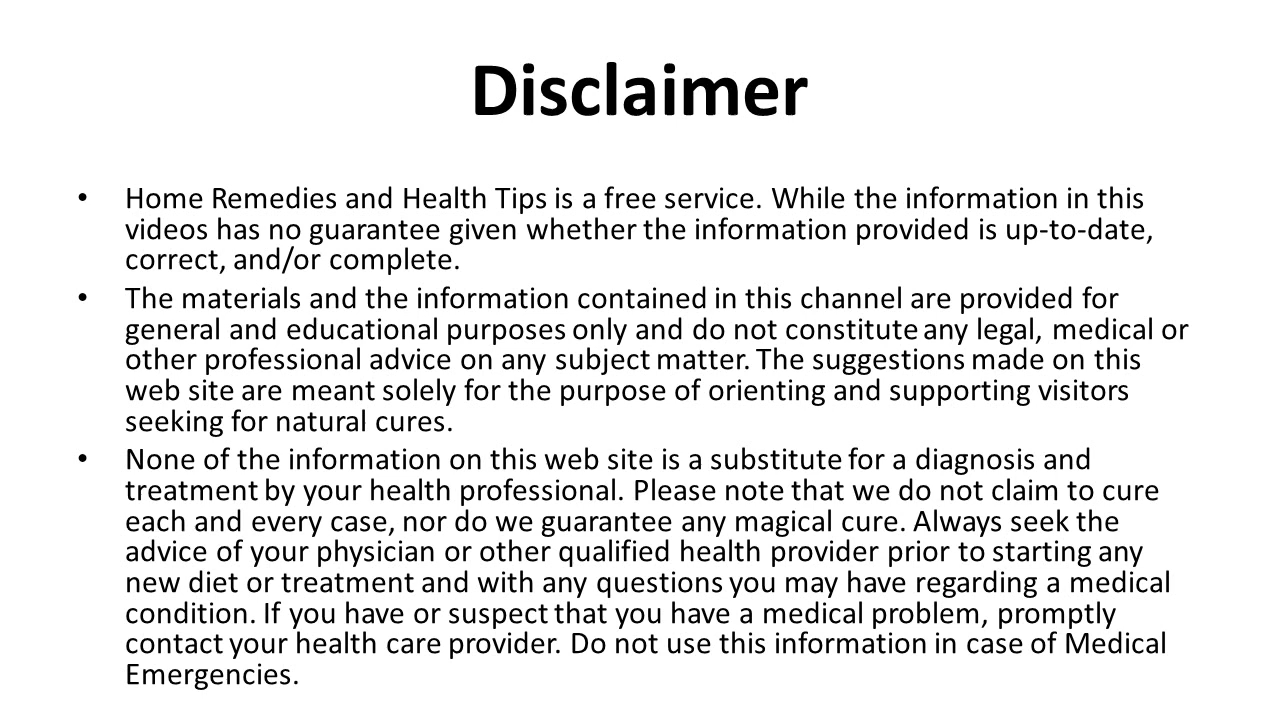 Disclaimer
• Home Remedies and Health Tips is a free service. While the information in this
videos has no guarantee given whether the information provided is up-to-date,
correct, and/or complete.
• The materials and the information contained in this channel are provided for
general and educational purposes only and do not constitute any legal, medical or
other professional advice on any subject matter. The suggestions made on this
web site are meant solely for the purpose of orienting and supporting visitors
seeking for natural cures.
• None of the information on this web site is a substitute for a diagnosis and
treatment by your health professional. Please note that we do not claim to cure
each and every case, nor do we guarantee any magical cure. Always seek the
advice of your physician or other qualified health provider prior to starting any
new diet or treatment and with any questions you may have regarding a medical
condition. If you have or suspect that you have a medical problem, promptly
contact your health care provider. Do not use this information in case of Medical
Emergencies.